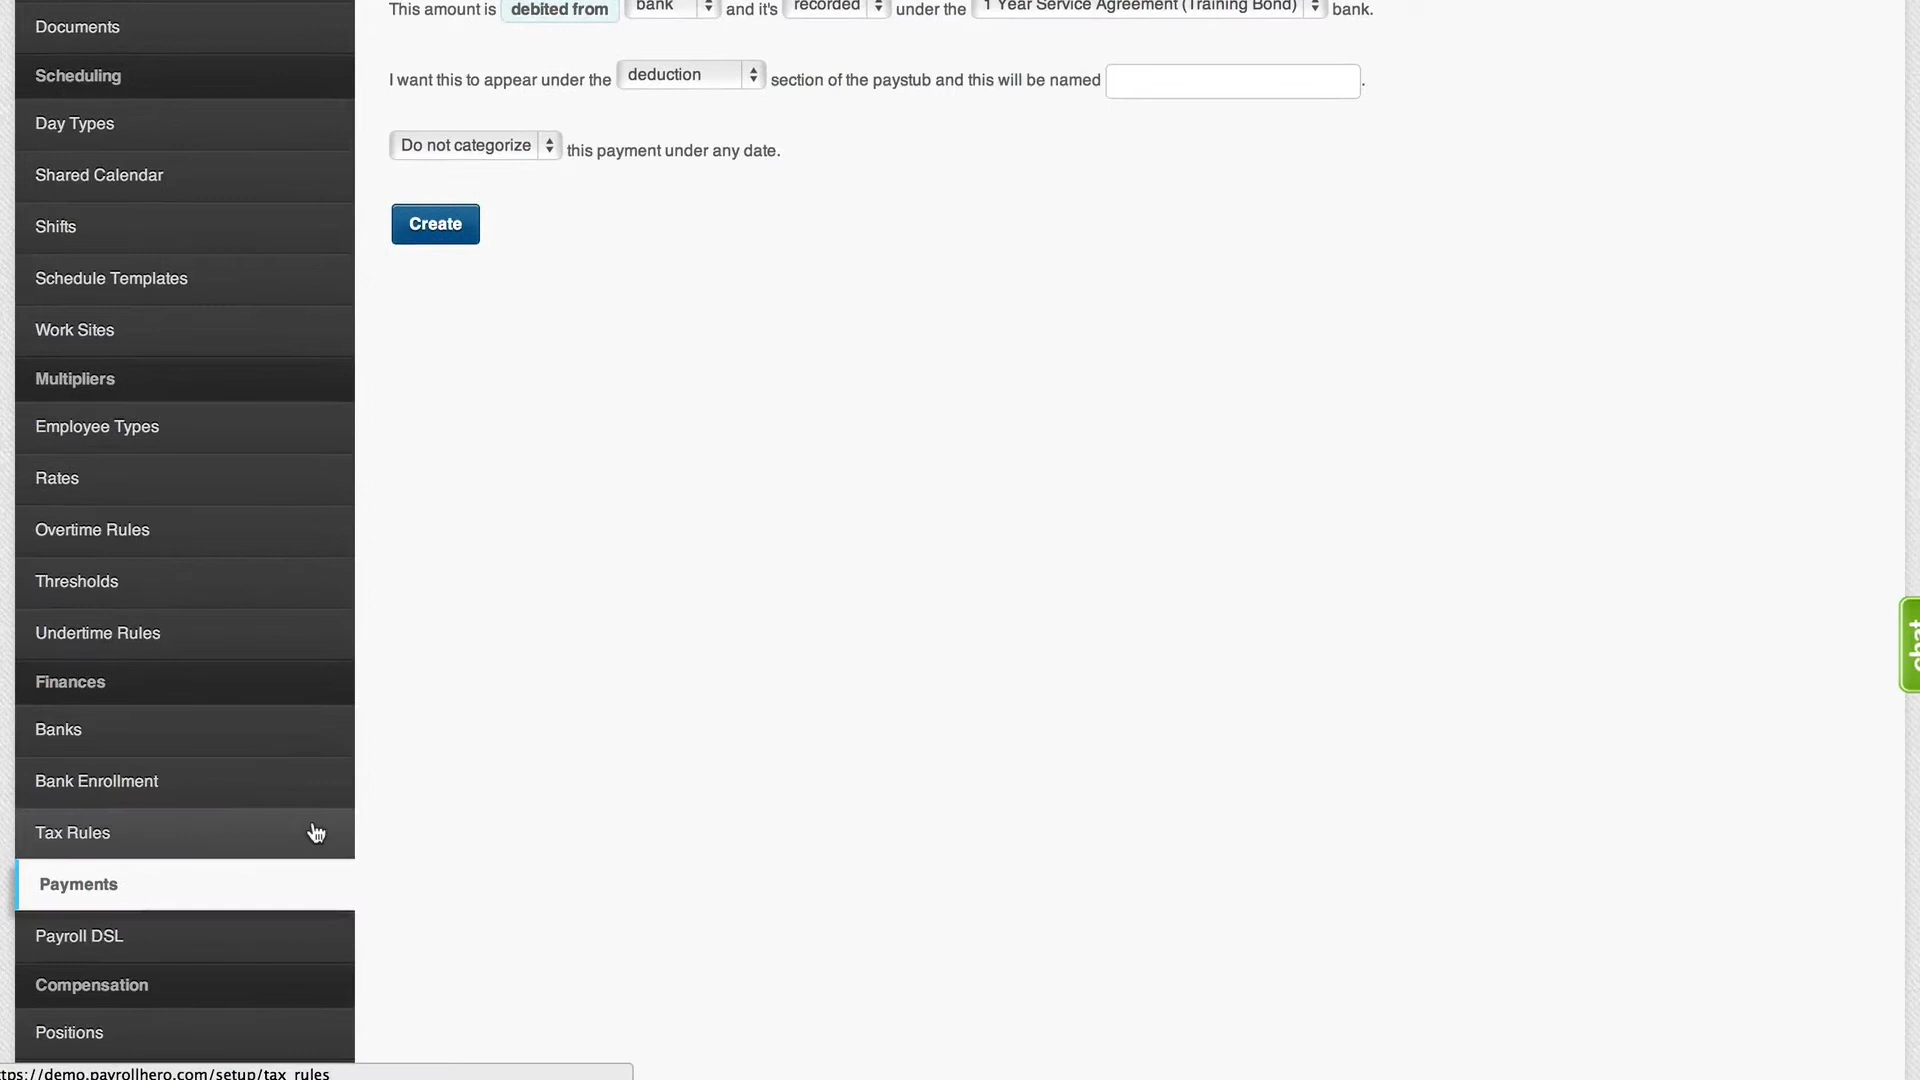 Documents
Scheduling
Day Types
Shared Calendar
Shifts
Schedule Templates
Work Sites
Multipliers
Employee Types
Rates
Overtime Rules
Thresholds
Undertime Rules
Finances
Banks
Bank Enrollment
Tax Rules
Payments
Payroll DSL
Compensation
Positions
This amount is debited from bank and it's recorded under the 1 Year Service Agreement (Training Bond) bank.
I want this to appear under the deduction section of the paystub and this will be named .
Do not categorize this payment under any date.
Create
chat
ttps://demo.payrollhero.com/setup/tax_rules